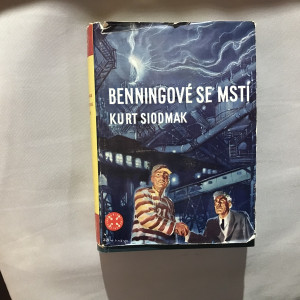 BENNINGOVÉ SE MSTÍ
KURT SIODMAK